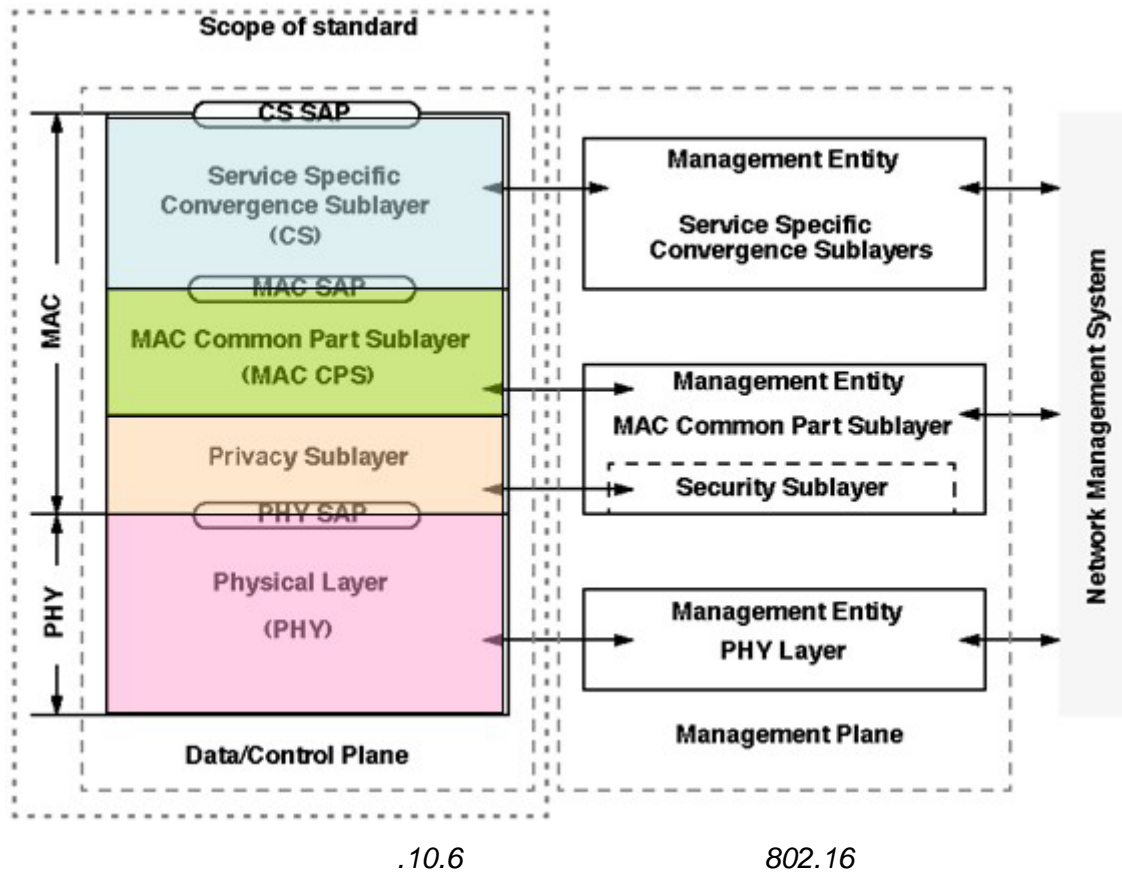 Scope of standard
CS SAP
Service Specific
Convergence Sublayer
(CS)
MAC SAP
MAC Common Part Sublayer
(MAC CPS)
Privacy Sublayer
PHY SAP
Physical Layer
(PHY)
Data/Control Plane
MAC
PHY
Management Entity
Service Specific
Convergence Sublayers
Management Entity
MAC Common Part Sublayer
Security Sublayer
Management Entity
PHY Layer
Management Plane
Network Management System
.10.6 802.16